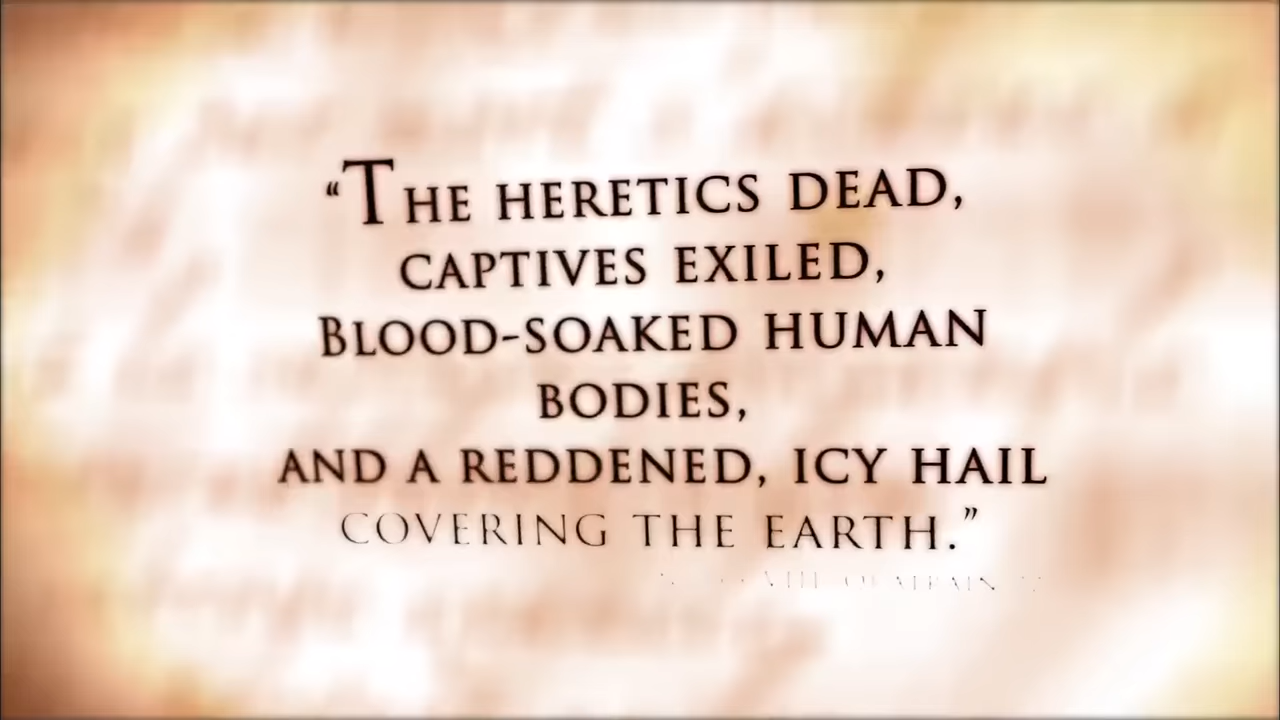 “The heretics dead,
captives exiled,
Blood-soaked human
bodies,
and a reddened, icy hail
covering the earth.”